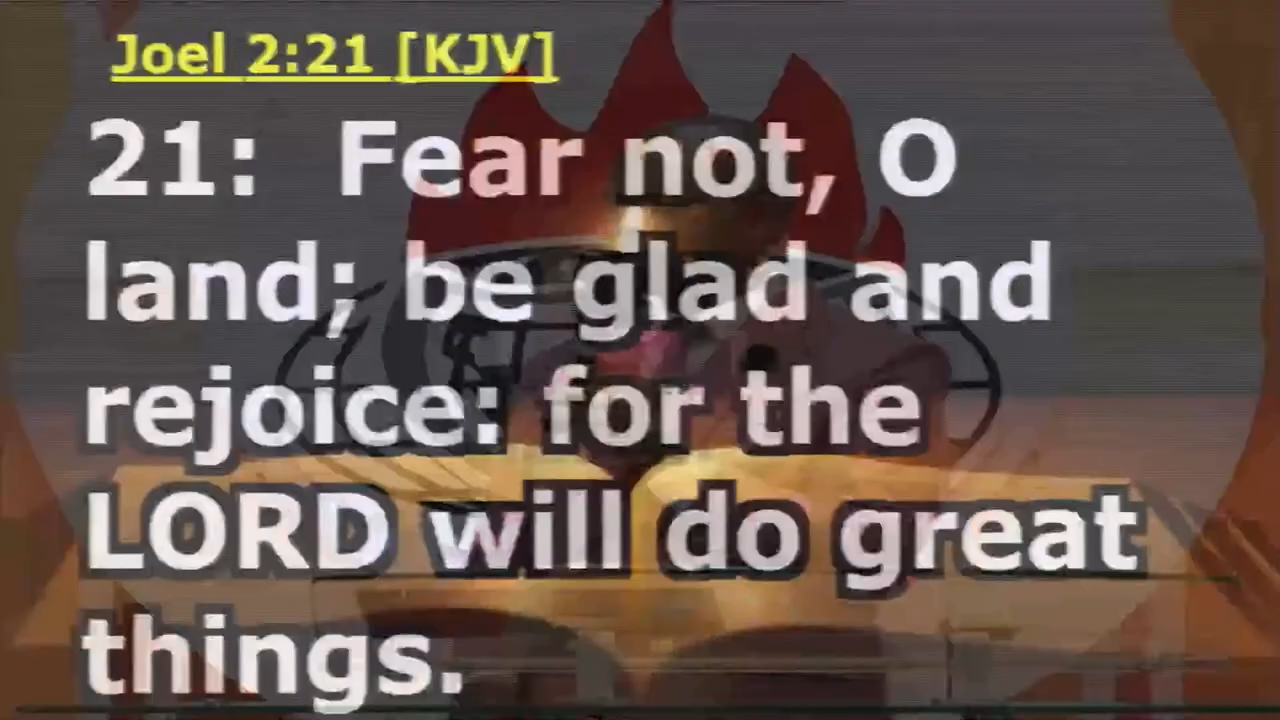 Joel 2:21 [KJV]
21: Fear not, O
land; be glad and
rejoice: for the
LORD will do great
things.